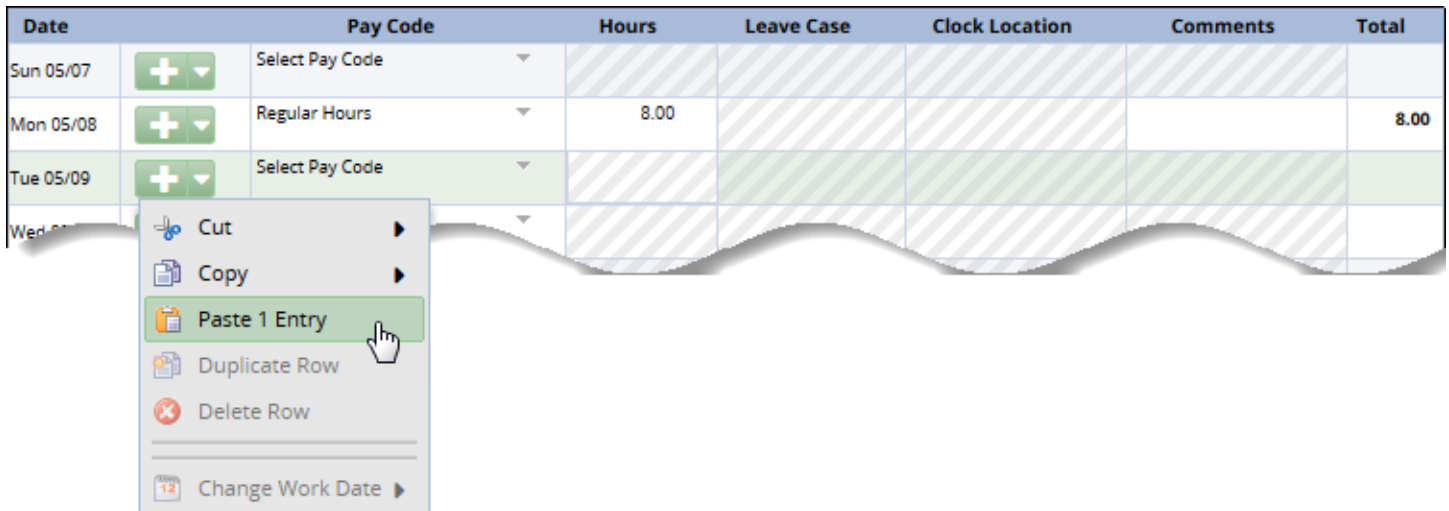 Date Pay Code Hours Leave Case Clock Location Comments Total
Sun 05/07 Select Pay Code
Mon 05/08 Regular Hours 8.00 8.00
Tue 05/09 Select Pay Code
Wed
Cut
Copy
Paste 1 Entry
Duplicate Row
Delete Row
12 Change Work Date